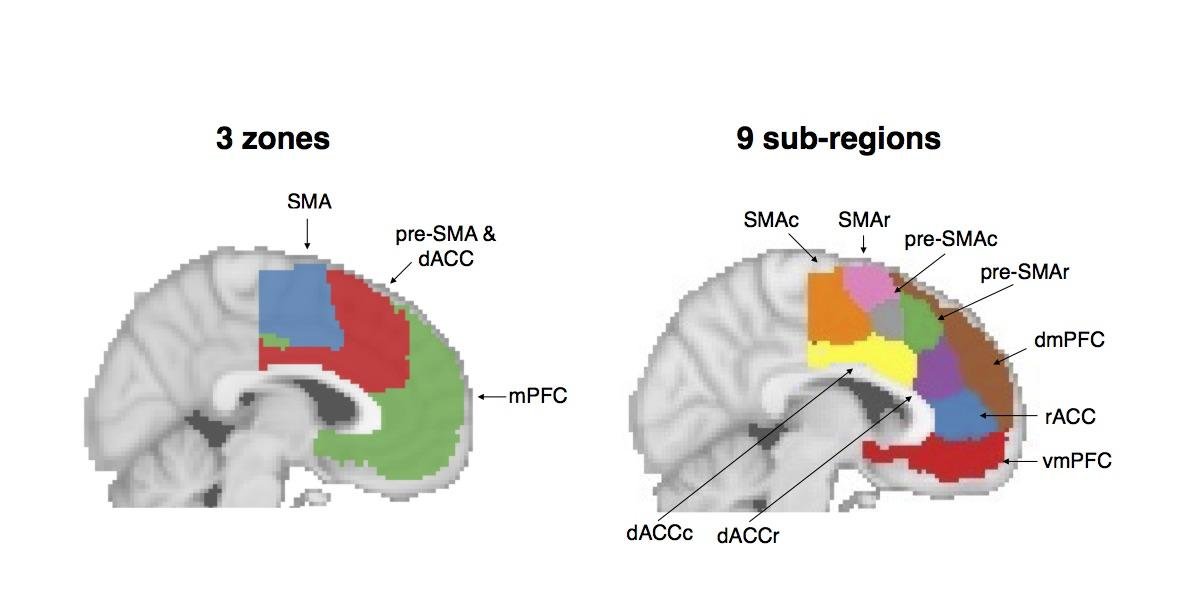 3 zones
SMA
pre-SMA &
dACC
mPFC
9 sub-regions
SMAc
SMAr
pre-SMAc
pre-SMAr
dmPFC
rACC
vmPFC
dACCc
dACCr